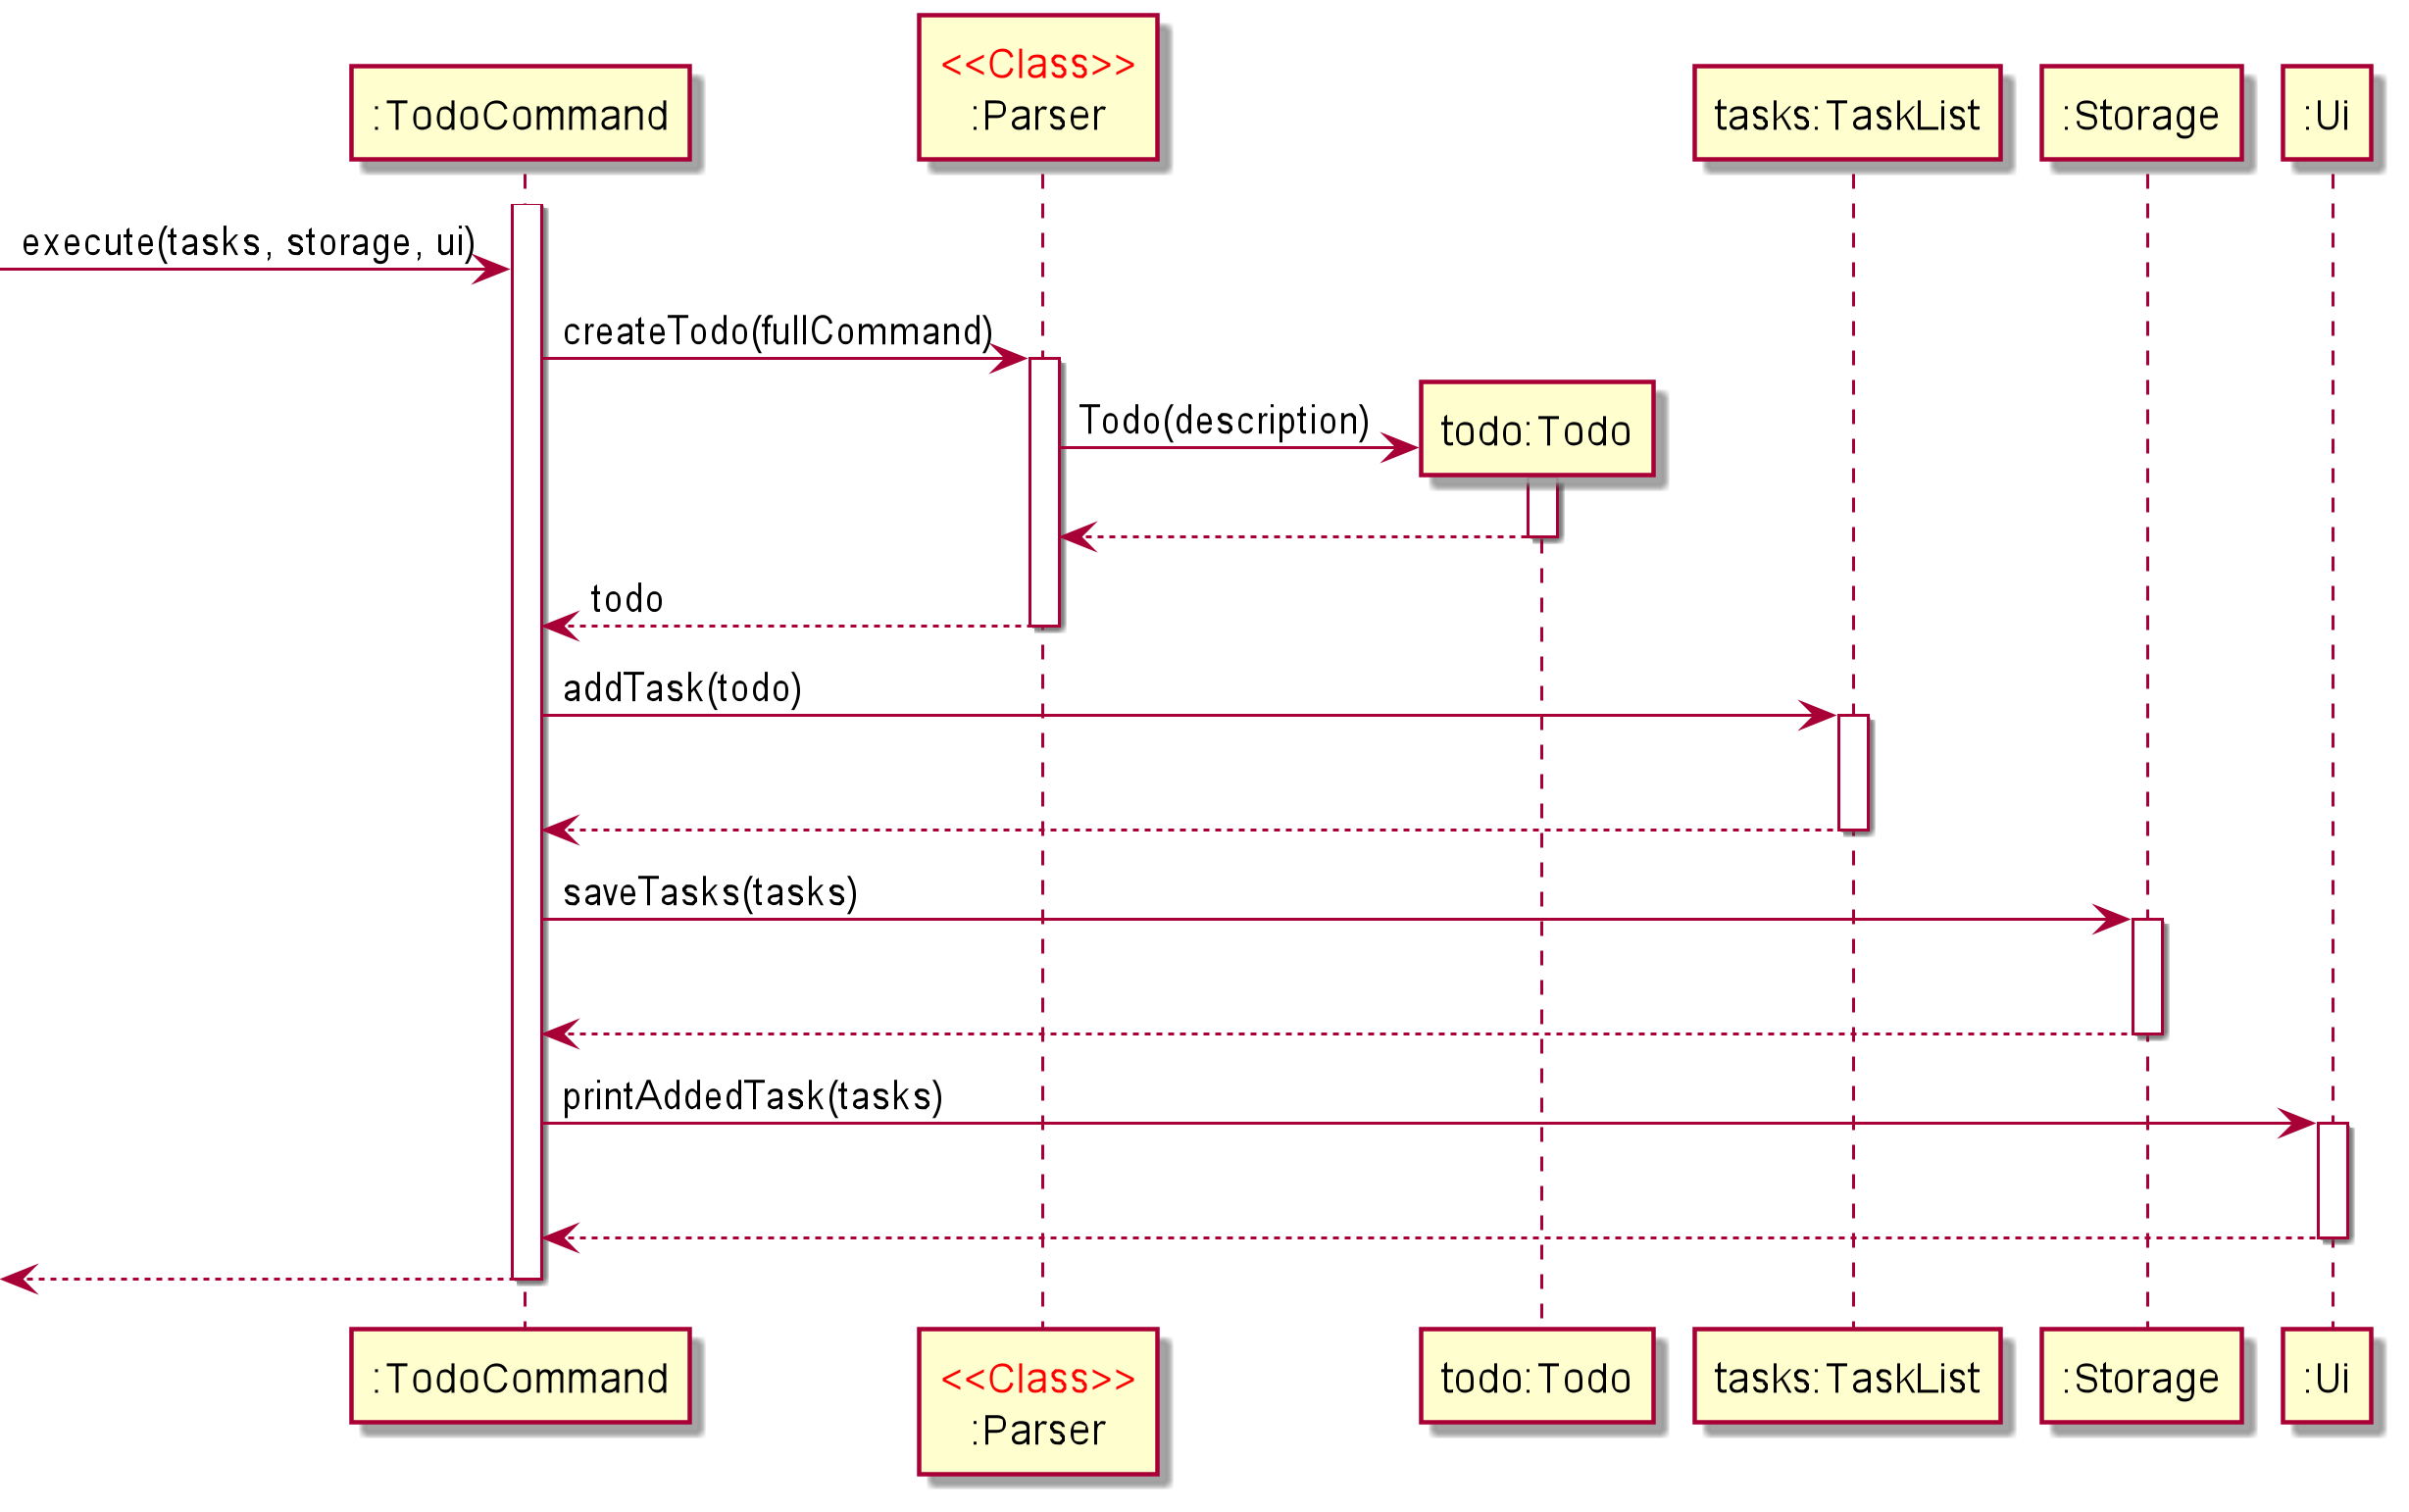 <<Class>>
:TodoCommand
:Parser
tasks:TaskList
:Storage
:Ui
execute(tasks, storage, ui)
createTodo(fullCommand)
Todo(description)
todo:Todo
todo
addTask(todo)
saveTasks(tasks)
printAddedTask(tasks)
:TodoCommand
<<Class>>
:Parser
todo:Todo
tasks:TaskList
:Storage
:Ui